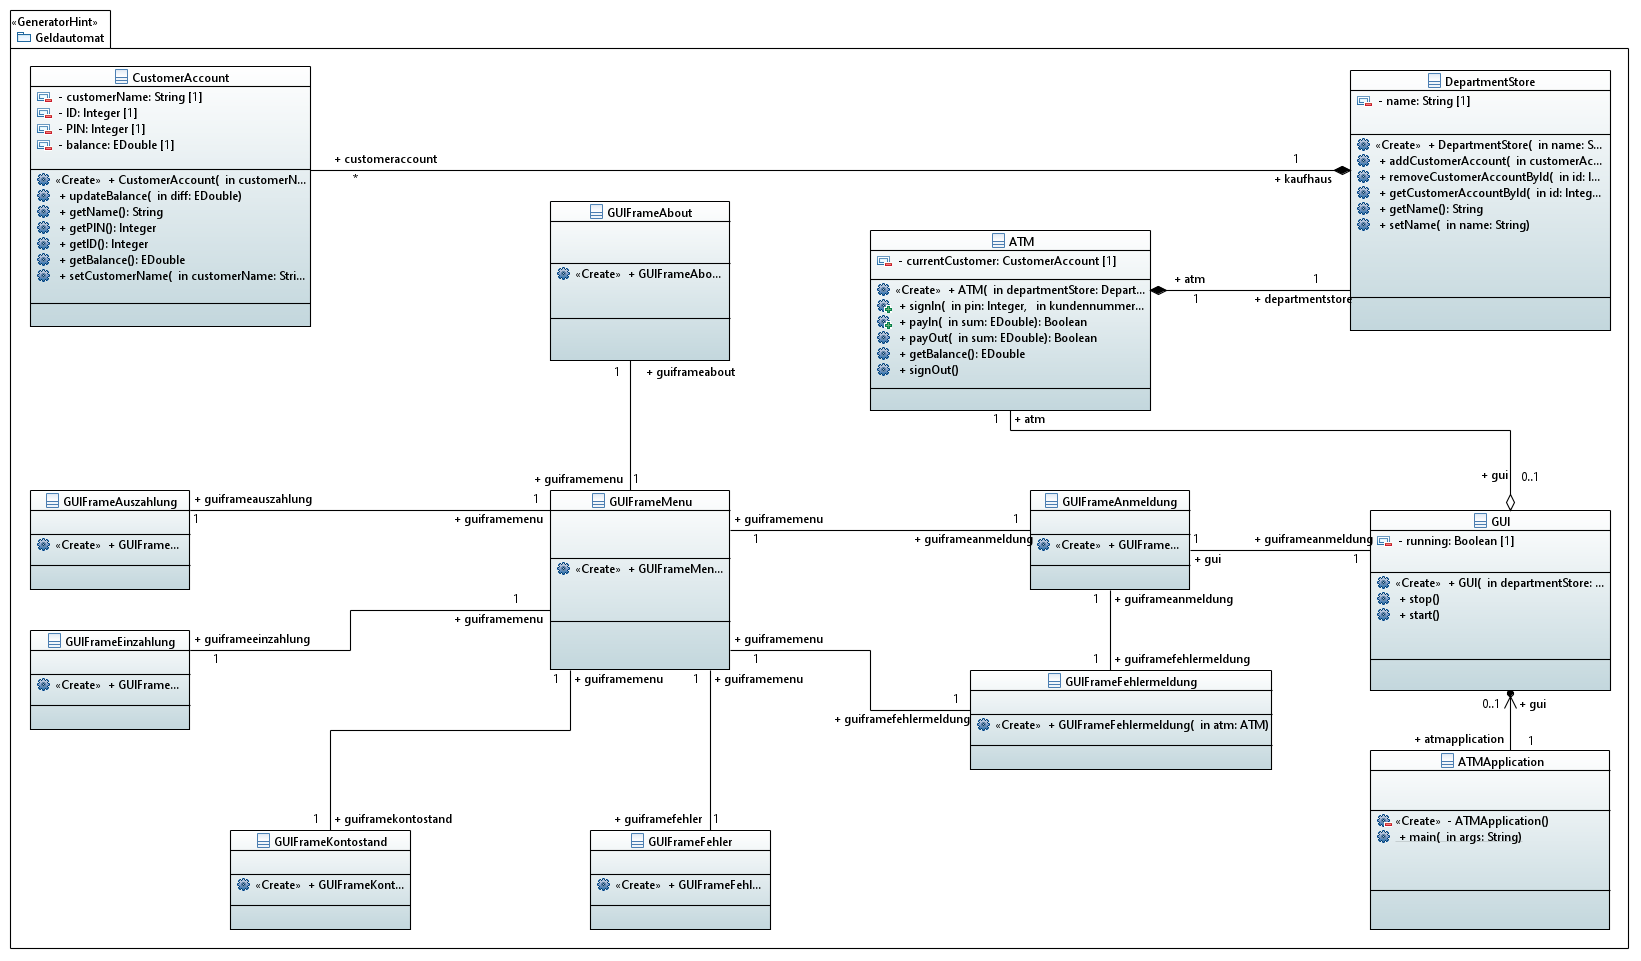 «GeneratorHint»
Geldautomat
CustomerAccount
- customerName: String [1]
- ID: Integer [1]
- PIN: Integer [1]
- balance: EDouble [1]
«Create» + CustomerAccount( in customerN...
+ updateBalance( in diff: EDouble)
+ getName(): String
+ getPIN(): Integer
+ getID(): Integer
+ getBalance(): EDouble
+ setCustomerName( in customerName: Stri...
+ customeraccount
*
1
+ kaufhaus
DepartmentStore
- name: String [1]
«Create» + DepartmentStore( in name: S...
+ addCustomerAccount( in customerAc...
+ removeCustomerAccountById( in id: I...
+ getCustomerAccountById( in id: Integ...
+ getName(): String
+ setName( in name: String)
GUIFrameAbout
«Create» + GUIFrameAbo...
1
+ guiframeabout
ATM
- currentCustomer: CustomerAccount [1]
«Create» + ATM( in departmentStore: Depart...
+ signIn( in pin: Integer, in kundennummer...
+ payIn( in sum: EDouble): Boolean
+ payOut( in sum: EDouble): Boolean
+ getBalance(): EDouble
+ signOut()
+ atm
1
1
+ departmentstore
1
+ atm
+ gui
0..1
+ guiframemenu
1
GUIFrameAuszahlung
«Create» + GUIFrame...
+ guiframeauszahlung
1
1
+ guiframemenu
GUIFrameMenu
«Create» + GUIFrameMen...
+ guiframemenu
1
1
+ guiframeanmeldung
GUIFrameAnmeldung
«Create» + GUIFrame...
1
+ gui
+ guiframeanmeldung
1
GUI
- running: Boolean [1]
«Create» + GUI( in departmentStore: ...
+ stop()
+ start()
1
+ guiframemenu
GUIFrameEinzahlung
«Create» + GUIFrame...
+ guiframeeinzahlung
1
1
+ guiframeanmeldung
1
+ guiframefehlermeldung
+ guiframemenu
1
1
+ guiframefehlermeldung
GUIFrameFehlermeldung
«Create» + GUIFrameFehlermeldung( in atm: ATM)
1
+ guiframemenu
1
+ guiframemenu
0..1
+ gui
+ atmapplication
1
ATMApplication
«Create» - ATMApplication()
+ main( in args: String)
1
+ guiframekontostand
+ guiframefehler
1
GUIFrameKontostand
«Create» + GUIFrameKont...
GUIFrameFehler
«Create» + GUIFrameFehl...